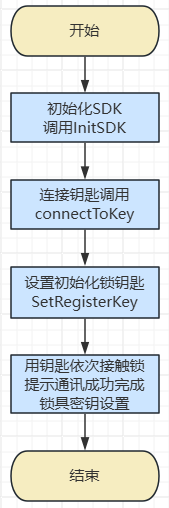 开始
初始化SDK
调用InitSDK
连接钥匙调用
connectToKey
设置初始化锁钥匙
SetRegisterKey
用钥匙依次接触锁
提示通讯成功完成
锁具密钥设置
结束